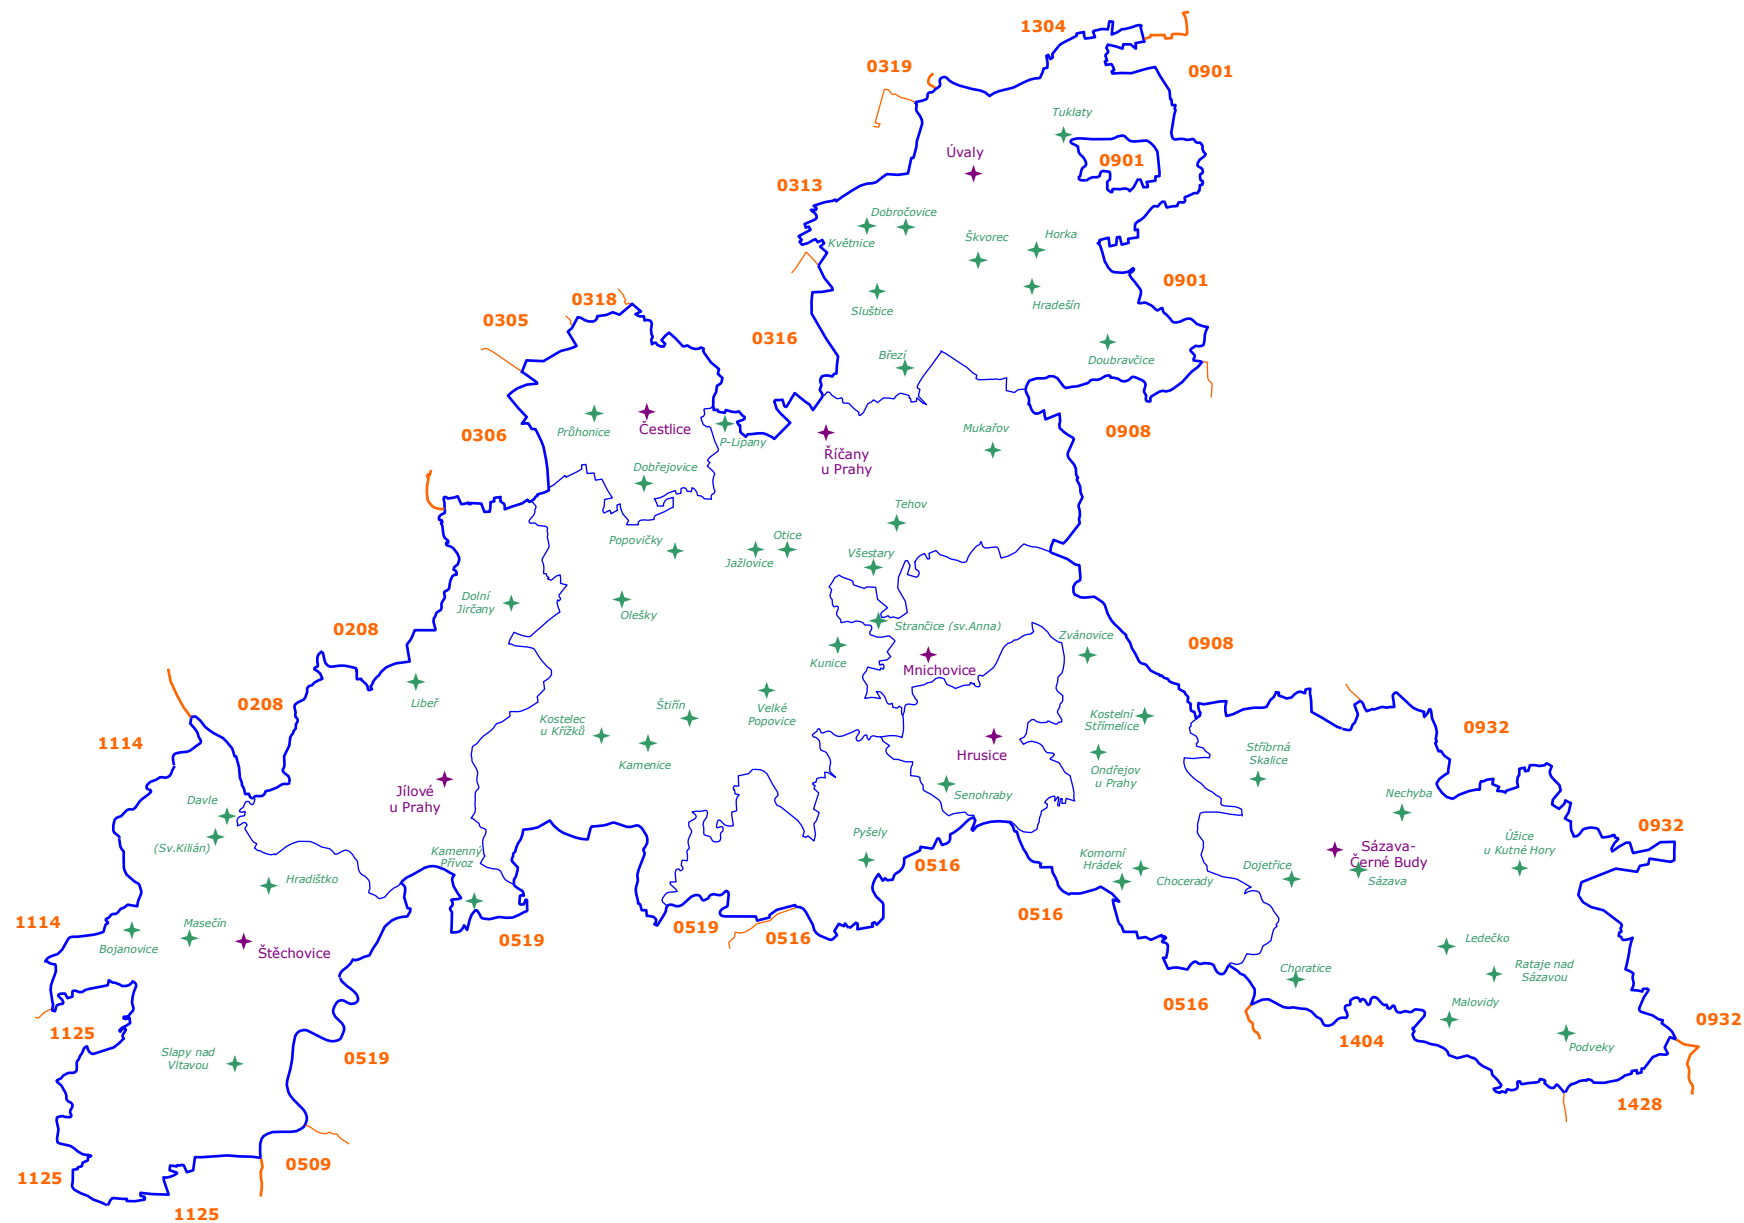 1304
0319
0901
Tuklaty
Úvaly
0901
0313
Dobročovice
Květnice
Škvorec
Horka
0901
Hradešín
Sluštice
0318
0305
0316
Březí
Doubravčice
Průhonice
Čestlice
P-Lipany
0306
Říčany
u Prahy
Mukařov
0908
Dobřejovice
Tehov
Popovičky
Jažlovice
Otice
Všestary
Dolní
Jirčany
Olešky
0208
Strančice (sv.Anna)
Zvánovice
0908
Kunice
Mnichovice
0208
Libeř
Štiřín
Velké
Popovice
Kostelec
u Křížků
Kostelní
Střímelice
1114
Kamenice
Hrusice
Ondřejov
u Prahy
Stříbrná
Skalice
0932
Jílové
u Prahy
Senohraby
Nechyba
Davle
(Sv.Kilián)
Kamenný
Přívoz
Pyšely
0516
Komorní
Hrádek
Chocerady
Dojetřice
Sázava-
Černé Budy
Sázava
Úžice
u Kutné Hory
0932
Hradištko
1114
Bojanovice
Masečín
Štěchovice
0519
0519
0516
0516
Ledečko
Choratice
Rataje nad
Sázavou
0516
Malovidy
1125
0519
1404
Podveky
0932
Slapy nad
Vltavou
1428
0509
1125
1125